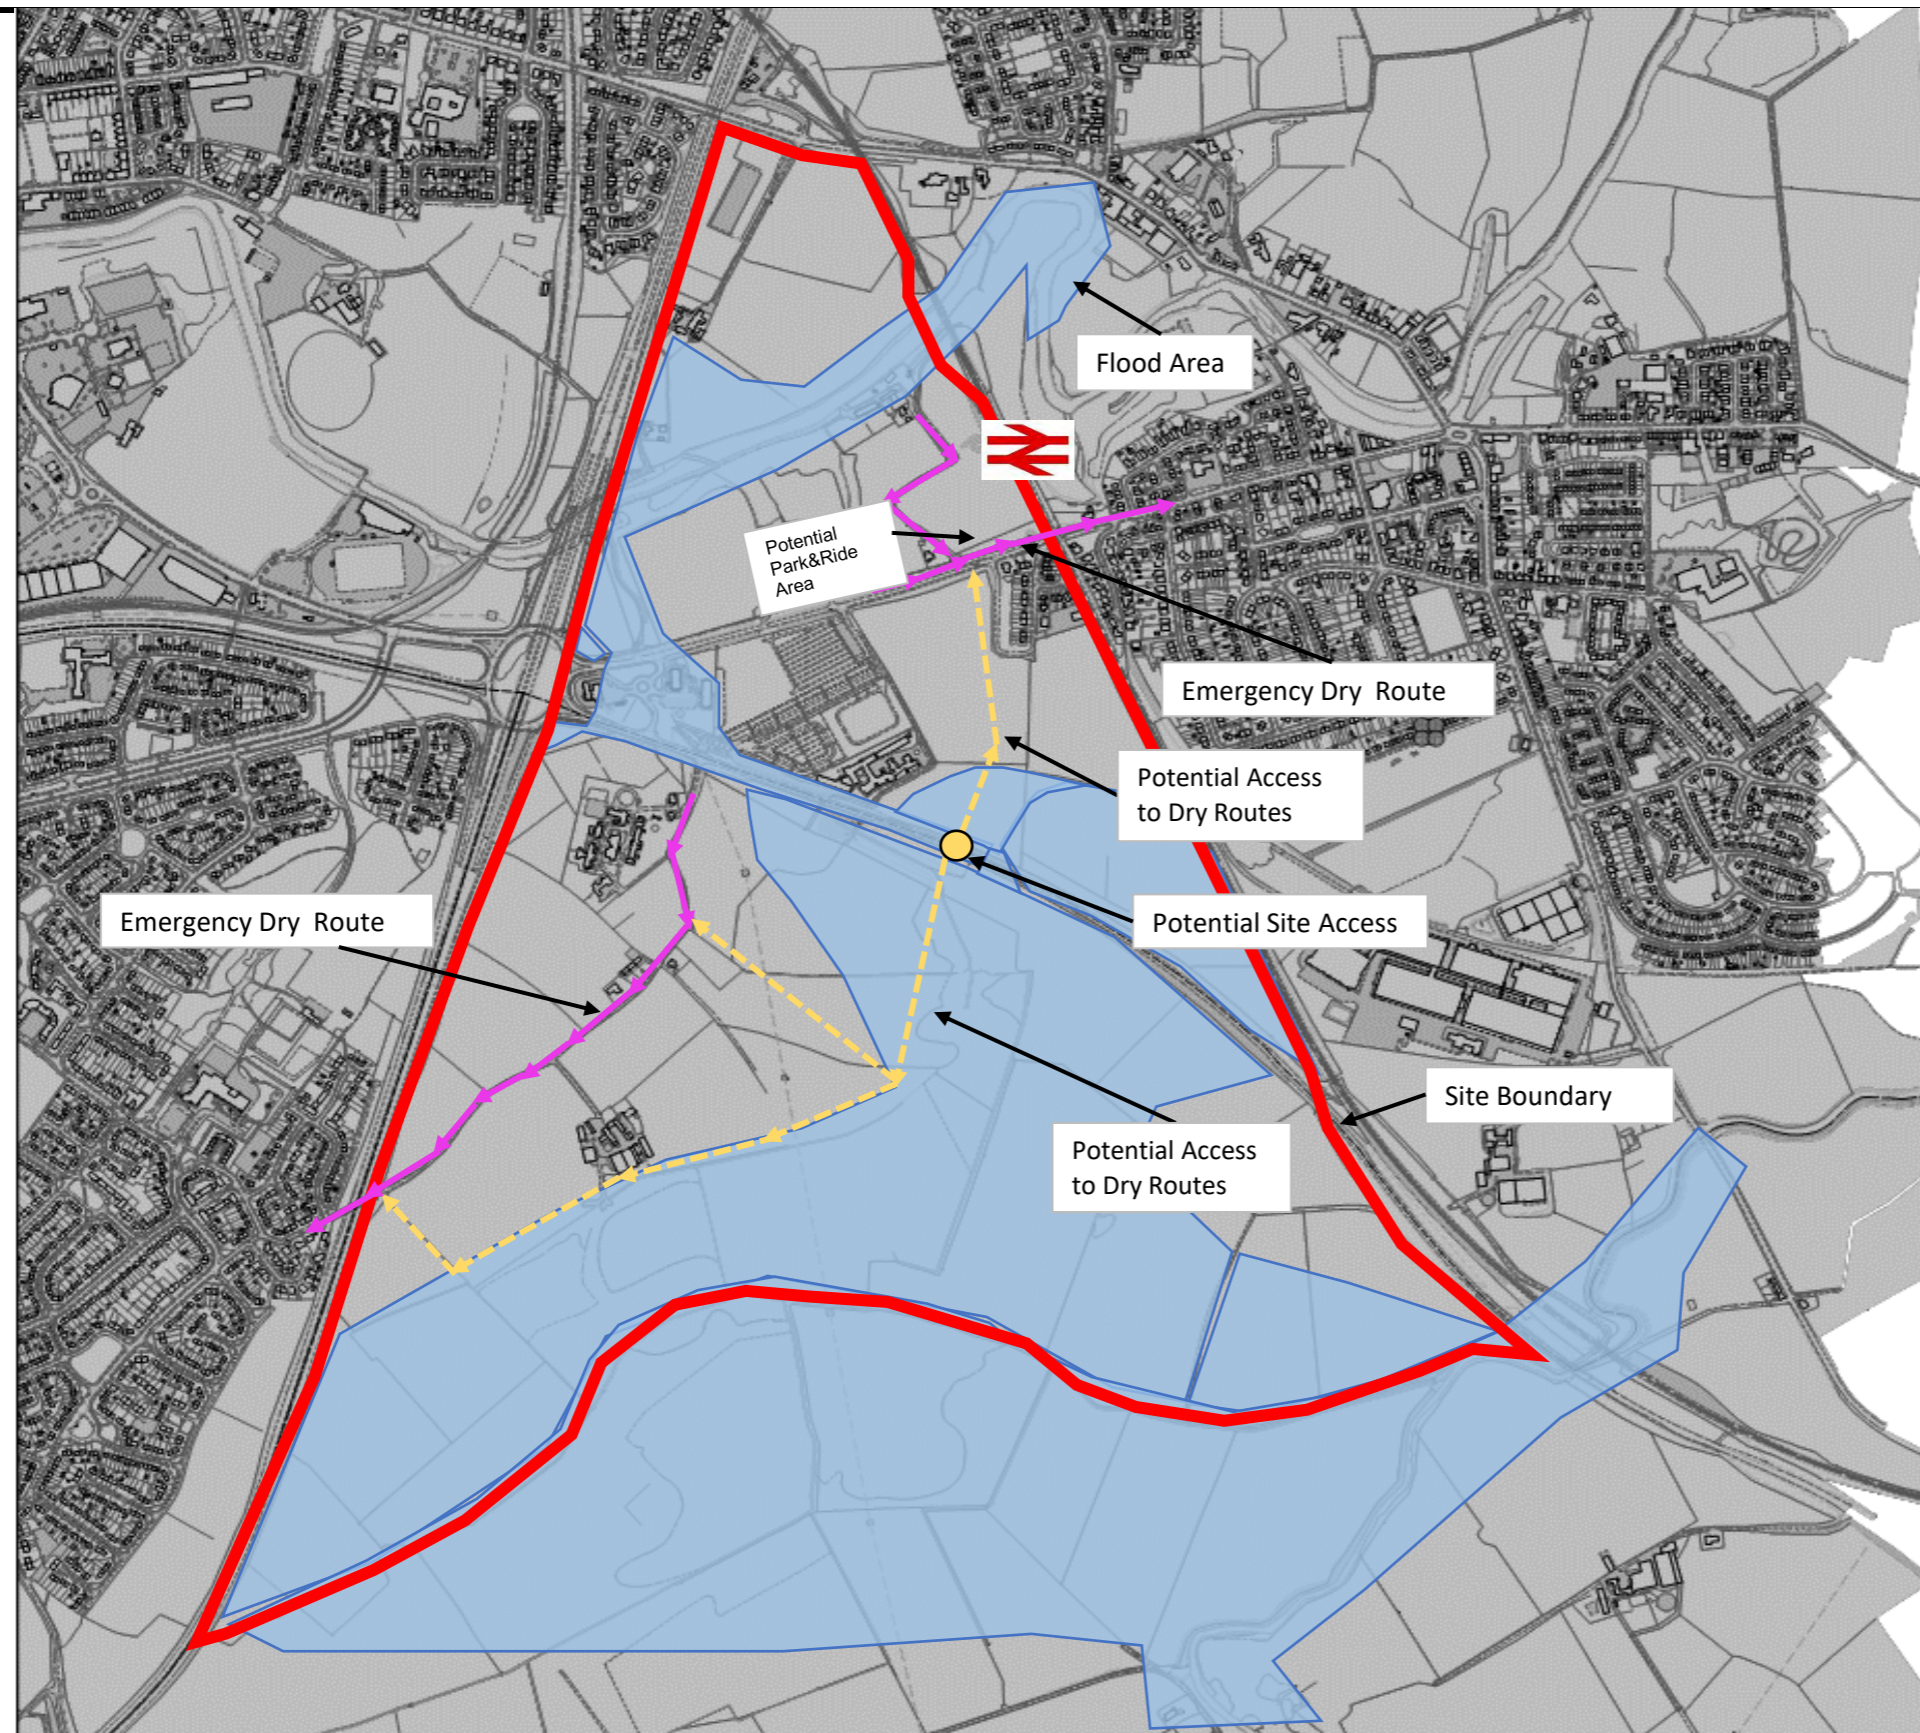 Flood Area
Potential
Park&Ride
Area
Emergency Dry Route
Potential Access
to Dry Routes
Emergency Dry Route
Potential Site Access
Site Boundary
Potential Access
to Dry Routes